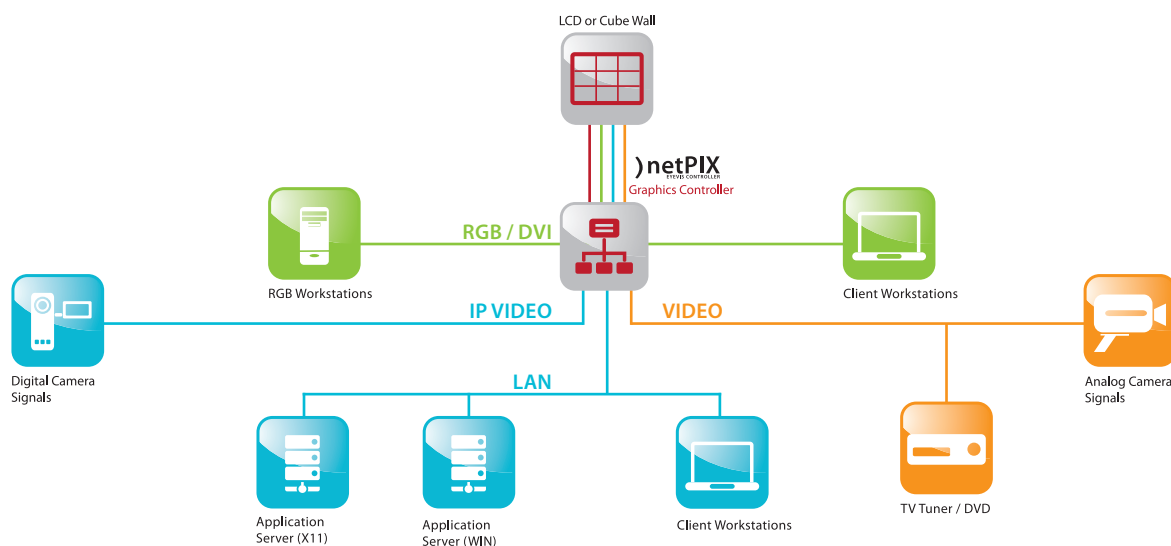 LCD or Cube Wall
)netPIX
EYEVIS CONTROLLER
Graphics Controller
RGB / DVI
RGB Workstations
Client Workstations
IP VIDEO
VIDEO
Digital Camera
Signals
LAN
Analog Camera
Signals
Application
Server (X11)
Application
Server (WIN)
Client Workstations
TV Tuner / DVD